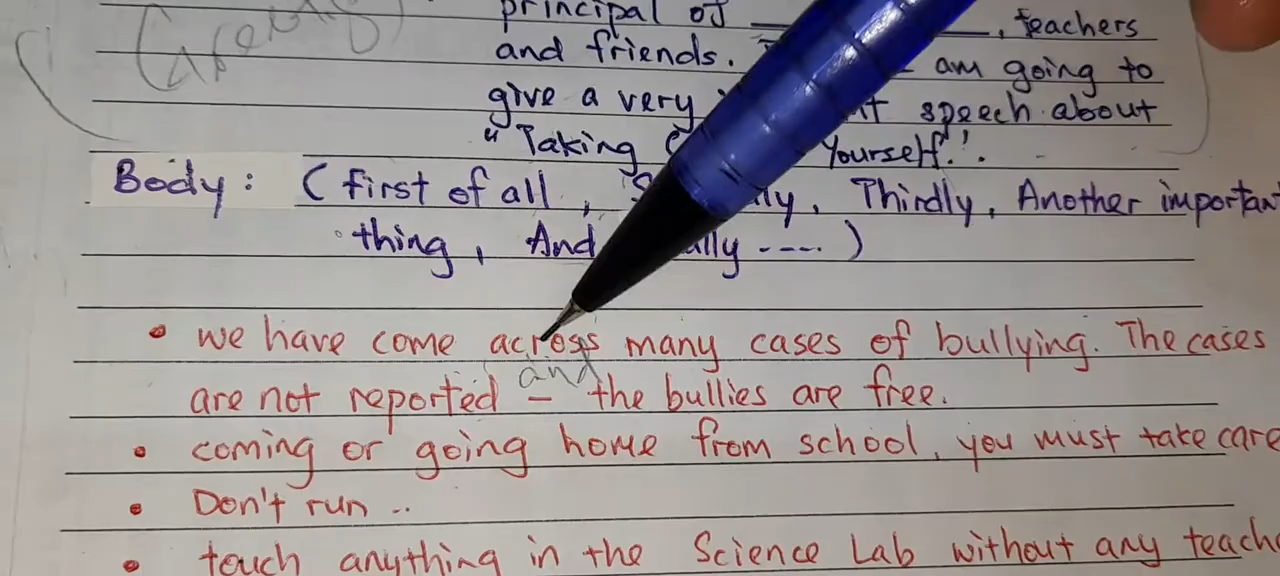 principal of ______, teachers
(Greeting)
and friends. am going to
give a very speech about
"Taking Yourself".
Body: (first of all, Thirdly, Another important
thing, And ----)
• we have come across many cases of bullying. The cases
and
are not reported – the bullies are free.
• coming or going home from school, you must take care
• Don't run ..
• touch anything in the Science Lab without any